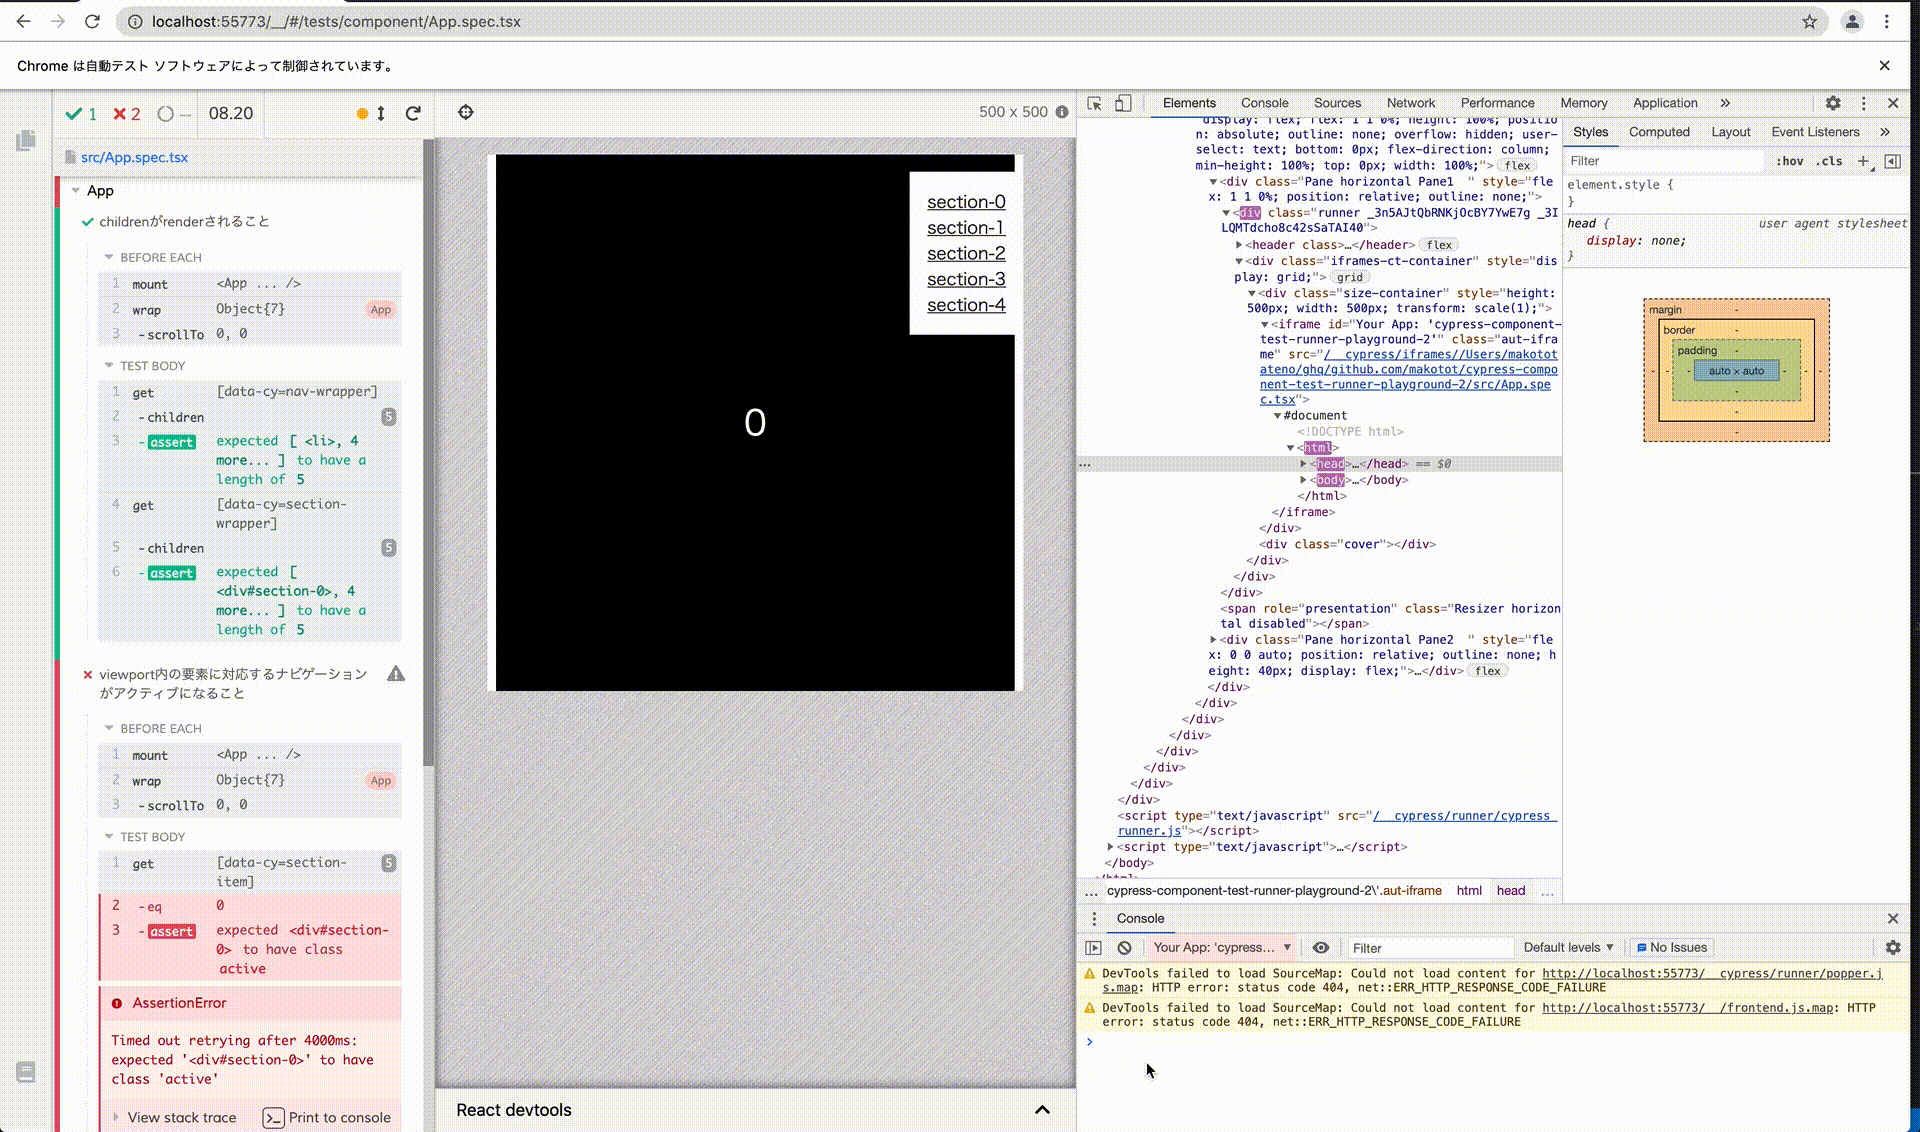 localhost:55773/__/#/tests/component/App.spec.tsx
Chrome は自動テスト ソフトウェアによって制御されています。
1 2 -- 08.20
src/App.spec.tsx
App
childrenがrenderされること
BEFORE EACH
1 mount <App ... />
2 wrap Object{7} App
3 -scrollTo 0, 0
TEST BODY
1 get [data-cy=nav-wrapper]
2 -children 5
3 -assert expected [ <li>, 4
more... ] to have a
length of 5
4 get [data-cy=section-
wrapper]
5 -children 5
6 -assert expected [
<div#section-0>, 4
more... ] to have a
length of 5
viewport内の要素に対応するナビゲーション
がアクティブになること
BEFORE EACH
1 mount <App ... />
2 wrap Object{7} App
3 -scrollTo 0, 0
TEST BODY
1 get [data-cy=section-
item] 5
2 -eq 0
3 -assert expected <div#section-
0> to have class
active
AssertionError
Timed out retrying after 4000ms:
expected '<div#section-0>' to have
class 'active'
View stack trace Print to console
500 x 500
section-0
section-1
section-2
section-3
section-4
0
React devtools
Elements Console Sources Network Performance Memory Application »
display: flex; flex: 1 1 0%; height: 100%; positio
n: absolute; outline: none; overflow: hidden; user-
select: text; bottom: 0px; flex-direction: column;
min-height: 100%; top: 0px; width: 100%;"> flex
▼<div class="Pane horizontal Pane1  " style="fle
x: 1 1 0%; position: relative; outline: none;">
▼<div class="runner _3n5AJtQbRNKjOcBY7YwE7g _3I
LQMTdcho8c42sSaTAI40">
▶<header class>…</header> flex
▼<div class="iframes-ct-container" style="dis
play: grid;"> grid
▼<div class="size-container" style="height:
500px; width: 500px; transform: scale(1);">
▼<iframe id="Your App: 'cypress-component-
test-runner-playground-2'" class="aut-ifra
me" src="/__cypress/iframes//Users/makotot
ateno/ghq/github.com/makotot/cypress-compo
nent-test-runner-playground-2/src/App.spe
c.tsx">
▼#document
<!DOCTYPE html>
▼<html>
… ▶<head>…</head> == $0
▶<body>…</body>
</html>
</iframe>
</div>
<div class="cover"></div>
</div>
</div>
</div>
<span role="presentation" class="Resizer horizon
tal disabled"></span>
▶<div class="Pane horizontal Pane2  " style="fle
x: 0 0 auto; position: relative; outline: none; h
eight: 40px; display: flex;">…</div> flex
</div>
</div>
</div>
</div>
</div>
</div>
</div>
</div>
<script type="text/javascript" src="/__cypress/runner/cypress_
runner.js"></script>
▶<script type="text/javascript">…</script>
</body>
</html>
… cypress-component-test-runner-playground-2\'.aut-iframe html head …
Styles Computed Layout Event Listeners »
Filter :hov .cls +
element.style {
}
head { user agent stylesheet
display: none;
}
margin -
border -
padding -
- - - auto × auto - - -
-
-
-
Console
Your App: 'cypress… ▼ Filter Default levels ▼ No Issues
DevTools failed to load SourceMap: Could not load content for http://localhost:55773/__cypress/runner/popper.j
s.map: HTTP error: status code 404, net::ERR_HTTP_RESPONSE_CODE_FAILURE
DevTools failed to load SourceMap: Could not load content for http://localhost:55773/__/frontend.js.map: HTTP
error: status code 404, net::ERR_HTTP_RESPONSE_CODE_FAILURE
>